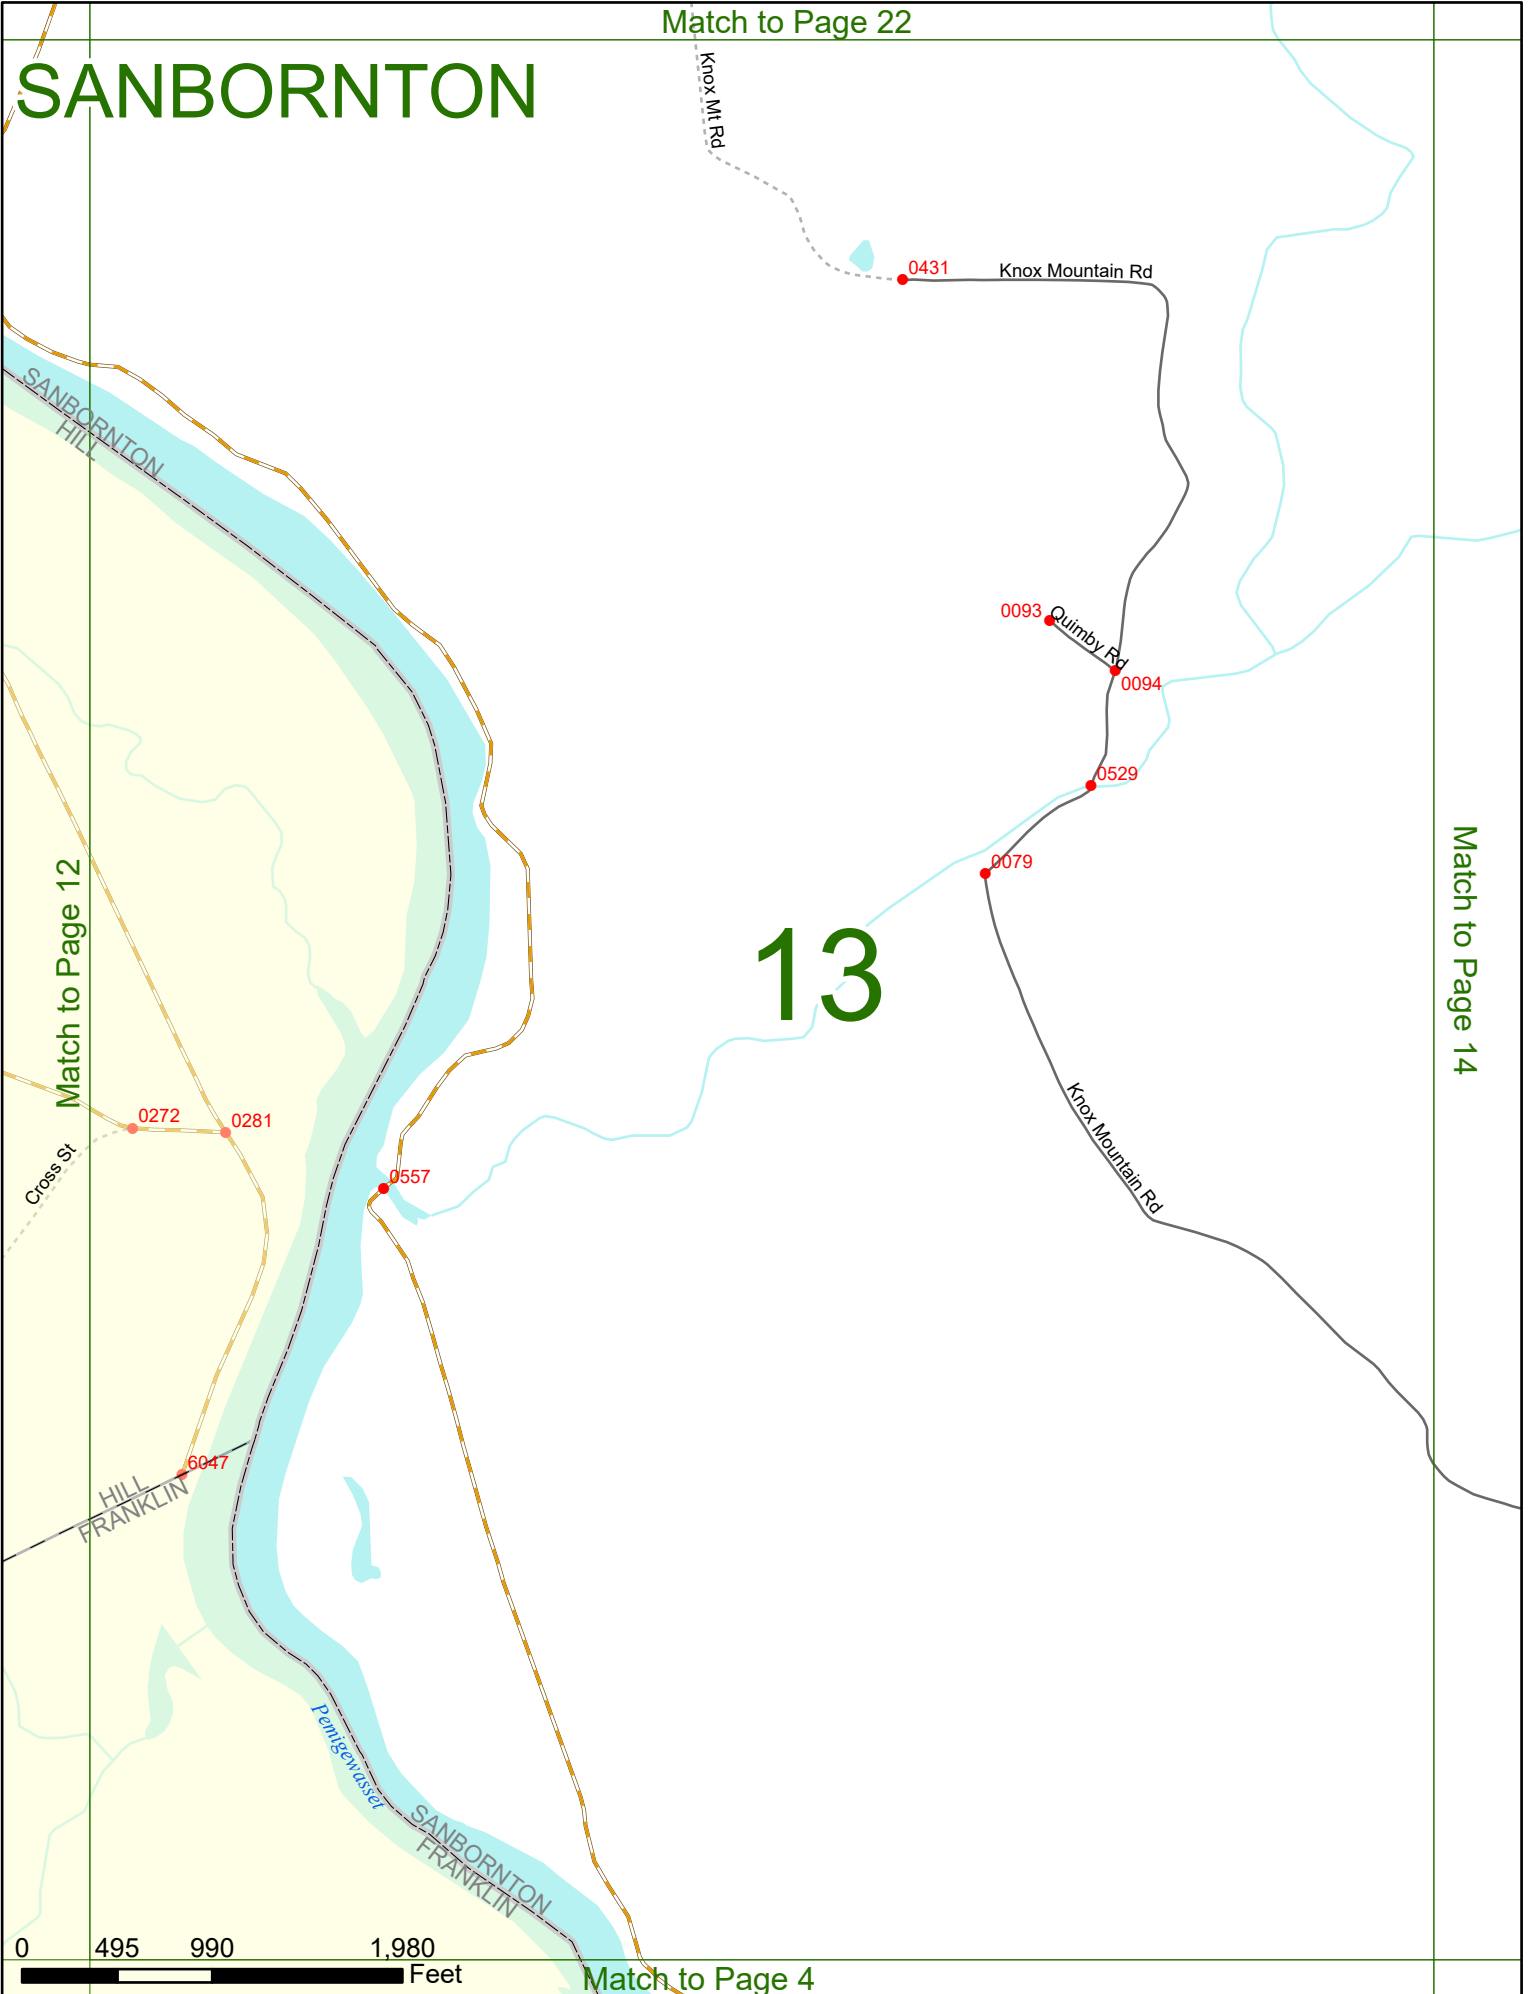 Match to Page 22
SANBORNTON
Knox Mt Rd
0431
Knox Mountain Rd
SANBORNTON
HILL
0093
Quimby Rd
0094
0529
0079
Match to Page 12
13
Match to Page 14
0272
0281
Cross St
0557
Knox Mountain Rd
6047
HILL
FRANKLIN
Pemigewasset
SANBORNTON
FRANKLIN
0 495 990 1,980
Feet
Match to Page 4